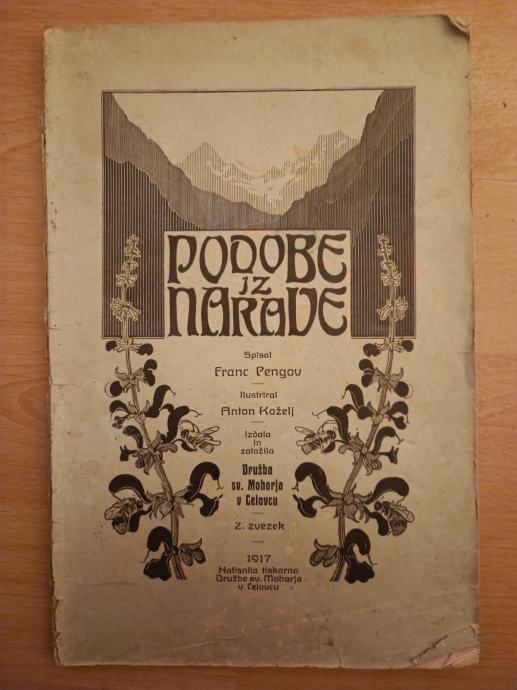 PODOBE
IZ
NARAVE
Spisal
Franc Pengov
Ilustriral
Anton Koželj
Izdala
in
založila
Družba
sv. Mohorja
v Celovcu
2. zvezek
1917
Natisnila tiskarna
Družbe sv. Mohorja
v Celovcu